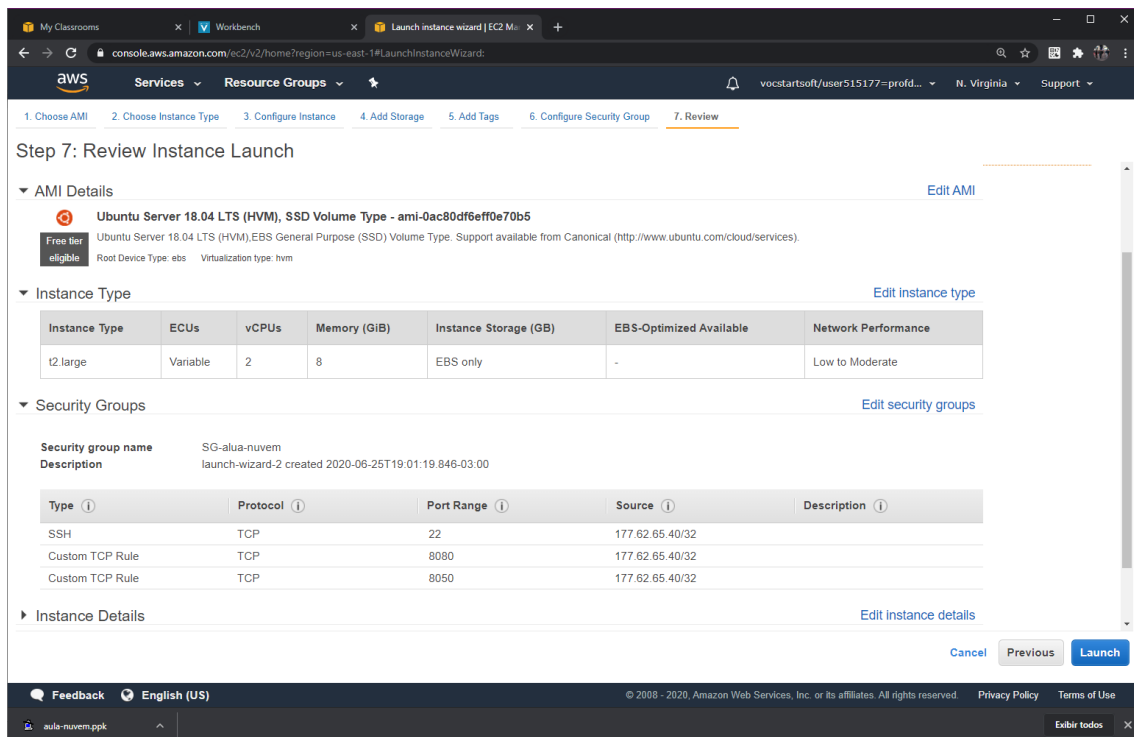 My Classrooms
Workbench
Launch instance wizard | EC2 Ma
console.aws.amazon.com/ec2/v2/home?region=us-east-1#LaunchInstanceWizard:
aws Services Resource Groups vocstartsoft/user515177=profd... N. Virginia Support
1. Choose AMI 2. Choose Instance Type 3. Configure Instance 4. Add Storage 5. Add Tags 6. Configure Security Group 7. Review
Step 7: Review Instance Launch
AMI Details Edit AMI
Ubuntu Server 18.04 LTS (HVM), SSD Volume Type - ami-0ac80df6eff0e70b5
Free tier eligible
Ubuntu Server 18.04 LTS (HVM),EBS General Purpose (SSD) Volume Type. Support available from Canonical (http://www.ubuntu.com/cloud/services).
Root Device Type: ebs Virtualization type: hvm
Instance Type Edit instance type
Instance Type ECUs vCPUs Memory (GiB) Instance Storage (GB) EBS-Optimized Available Network Performance
t2.large Variable 2 8 EBS only - Low to Moderate
Security Groups Edit security groups
Security group name SG-alua-nuvem
Description launch-wizard-2 created 2020-06-25T19:01:19.846-03:00
Type Protocol Port Range Source Description
SSH TCP 22 177.62.65.40/32
Custom TCP Rule TCP 8080 177.62.65.40/32
Custom TCP Rule TCP 8050 177.62.65.40/32
Instance Details Edit instance details
Cancel Previous Launch
Feedback English (US) © 2008 - 2020, Amazon Web Services, Inc. or its affiliates. All rights reserved. Privacy Policy Terms of Use
aula-nuvem.ppk Exibir todos